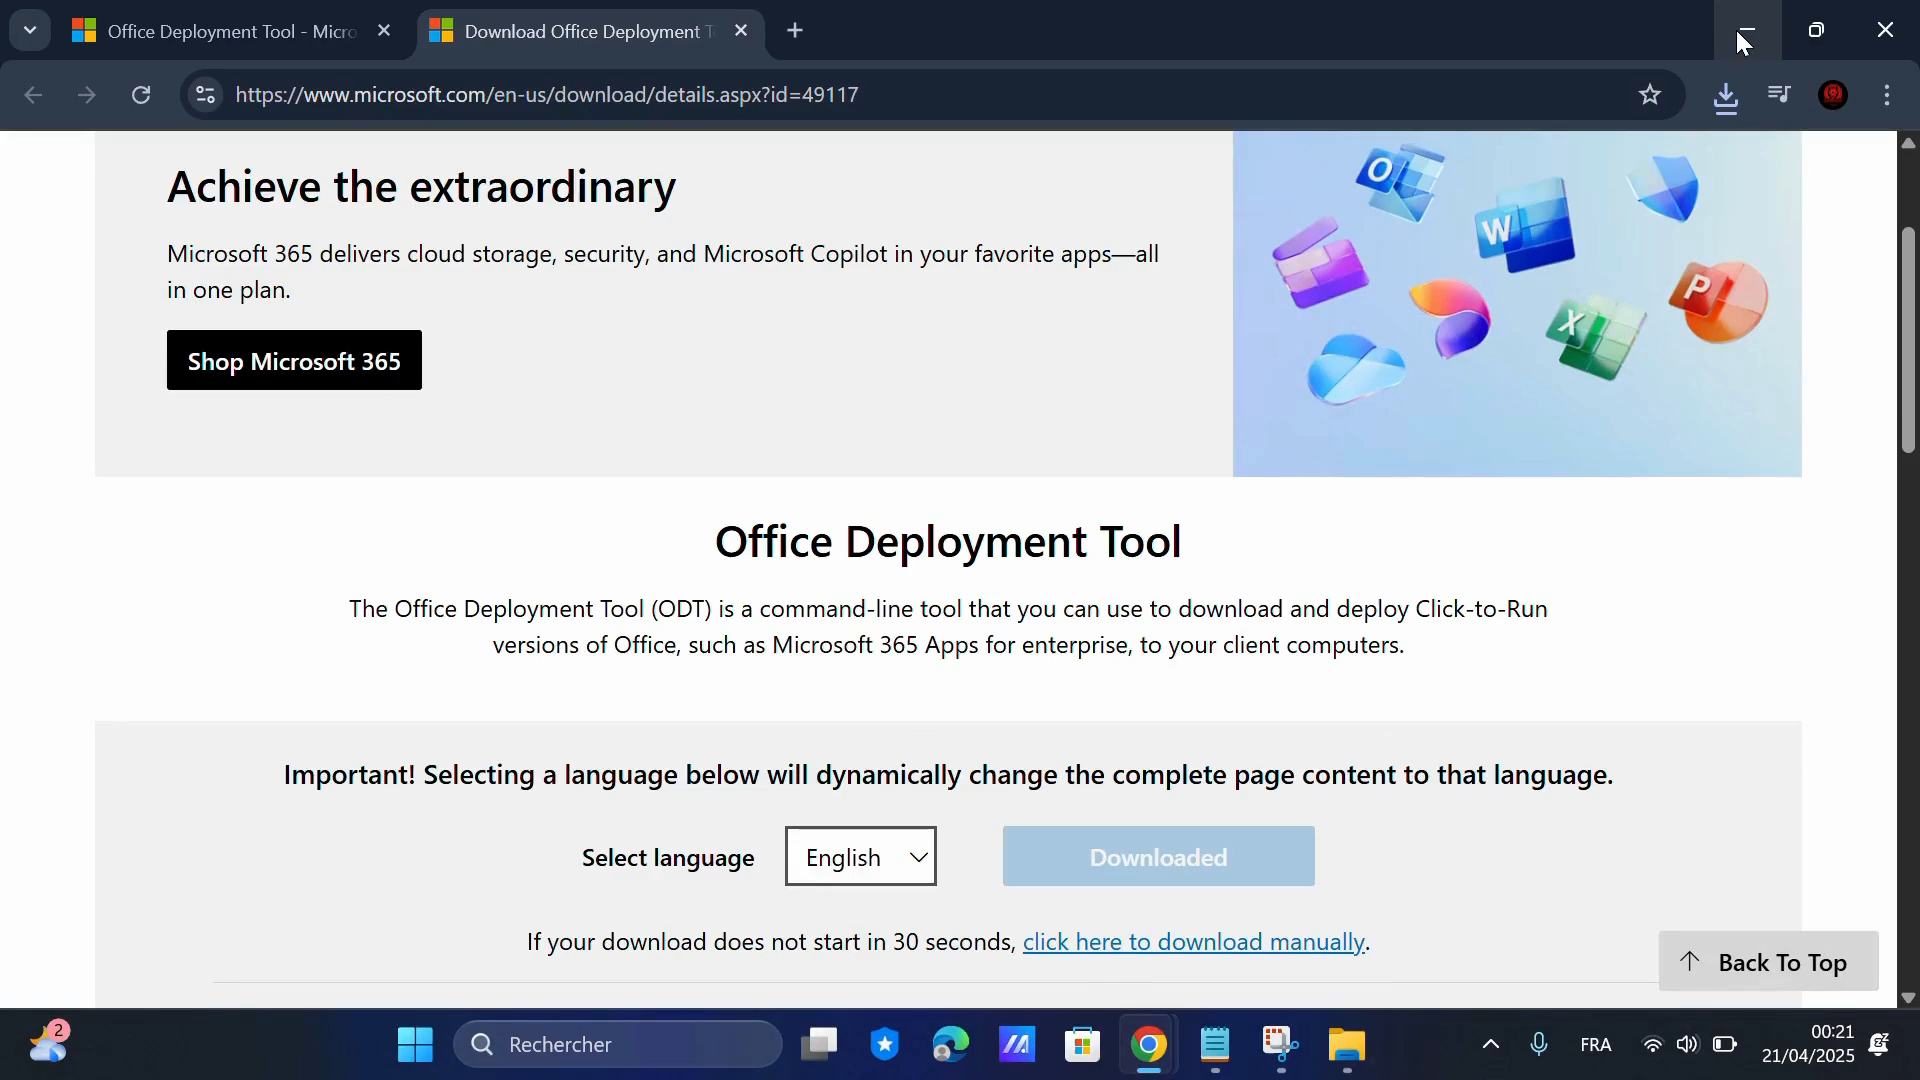 Office Deployment Tool - Micro
Download Office Deployment T
https://www.microsoft.com/en-us/download/details.aspx?id=49117
Achieve the extraordinary
Microsoft 365 delivers cloud storage, security, and Microsoft Copilot in your favorite apps—all
in one plan.
Shop Microsoft 365
O
W
P
X
Office Deployment Tool
The Office Deployment Tool (ODT) is a command-line tool that you can use to download and deploy Click-to-Run
versions of Office, such as Microsoft 365 Apps for enterprise, to your client computers.
Important! Selecting a language below will dynamically change the complete page content to that language.
Select language
English
Downloaded
If your download does not start in 30 seconds, click here to download manually.
Back To Top
2
Rechercher
FRA
00:21
21/04/2025